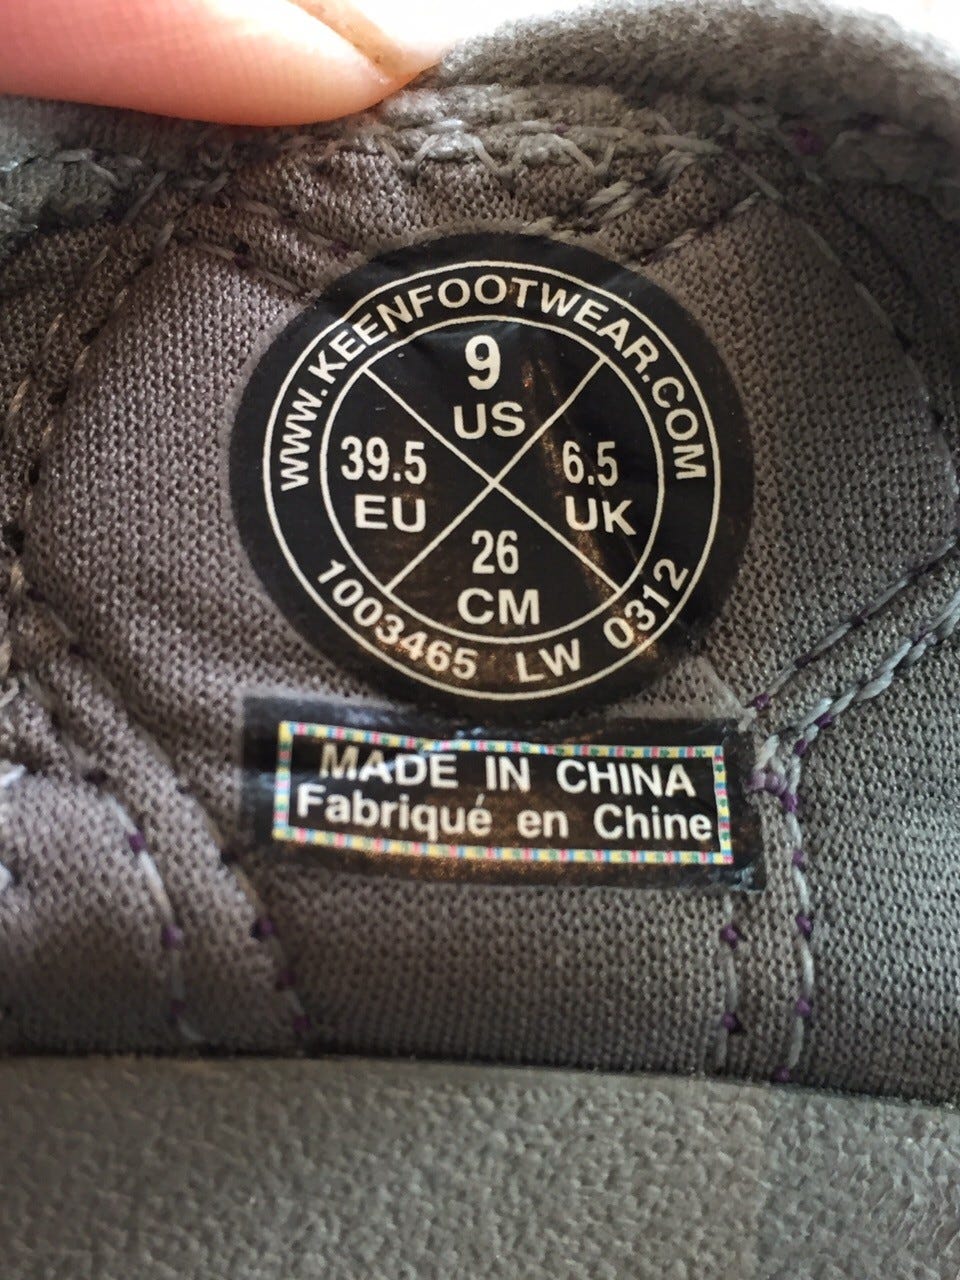 WWW.KEENFOOTWEAR.COM
9
US
39.5
EU
6.5
UK
26
CM
1003465 LW 0312
MADE IN CHINA
Fabriqué en Chine